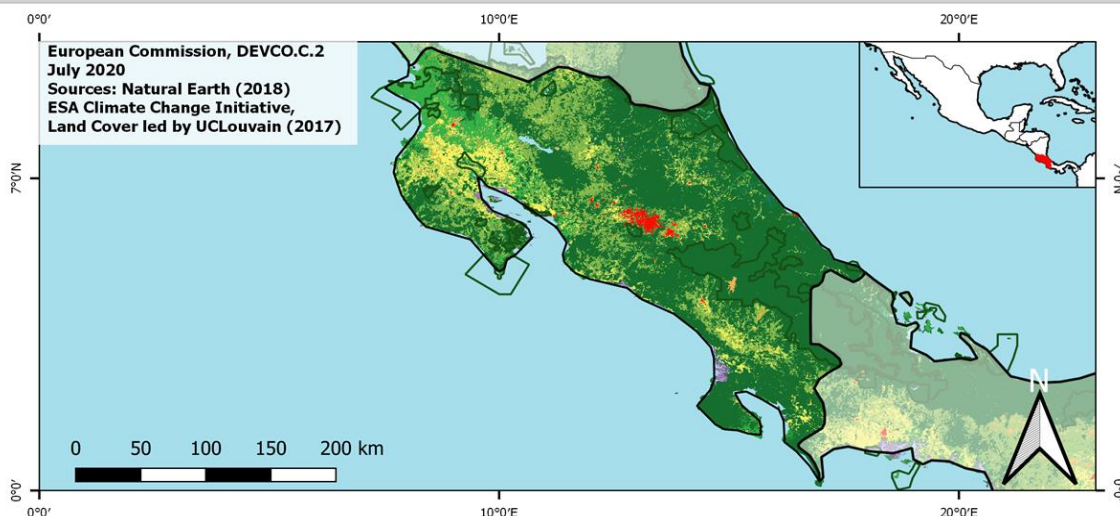 0°0′ 10°0′E 20°0′E
European Commission, DEVCO.C.2
July 2020
Sources: Natural Earth (2018)
ESA Climate Change Initiative,
Land Cover led by UCLouvain (2017)
7°0′N
N
0 50 100 150 200 km
0°0′
0°0′ 10°0′E 20°0′E